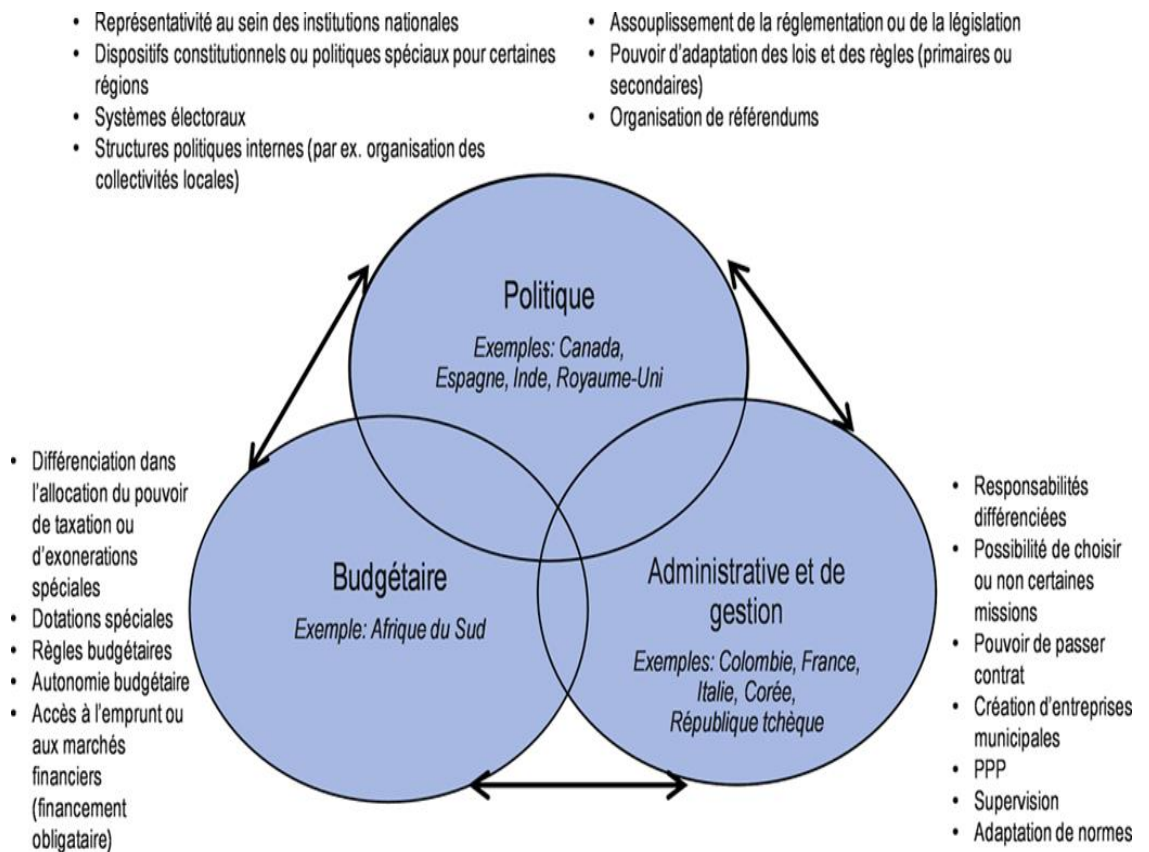 • Représentativité au sein des institutions nationales
• Dispositifs constitutionnels ou politiques spéciaux pour certaines
régions
• Systèmes électoraux
• Structures politiques internes (par ex. organisation des
collectivités locales)
• Assouplissement de la réglementation ou de la législation
• Pouvoir d'adaptation des lois et des règles (primaires ou
secondaires)
• Organisation de référendums
Politique
Exemples: Canada,
Espagne, Inde, Royaume-Uni
• Différenciation dans
l'allocation du pouvoir
de taxation ou
d'exonerations
spéciales
• Dotations spéciales
• Règles budgétaires
• Autonomie budgétaire
• Accès à l'emprunt ou
aux marchés
financiers
(financement
obligataire)
Budgétaire
Exemple: Afrique du Sud
Administrative et de
gestion
Exemples: Colombie, France,
Italie, Corée,
République tchèque
• Responsabilités
différenciées
• Possibilité de choisir
ou non certaines
missions
• Pouvoir de passer
contrat
• Création d'entreprises
municipales
• PPP
• Supervision
• Adaptation de normes